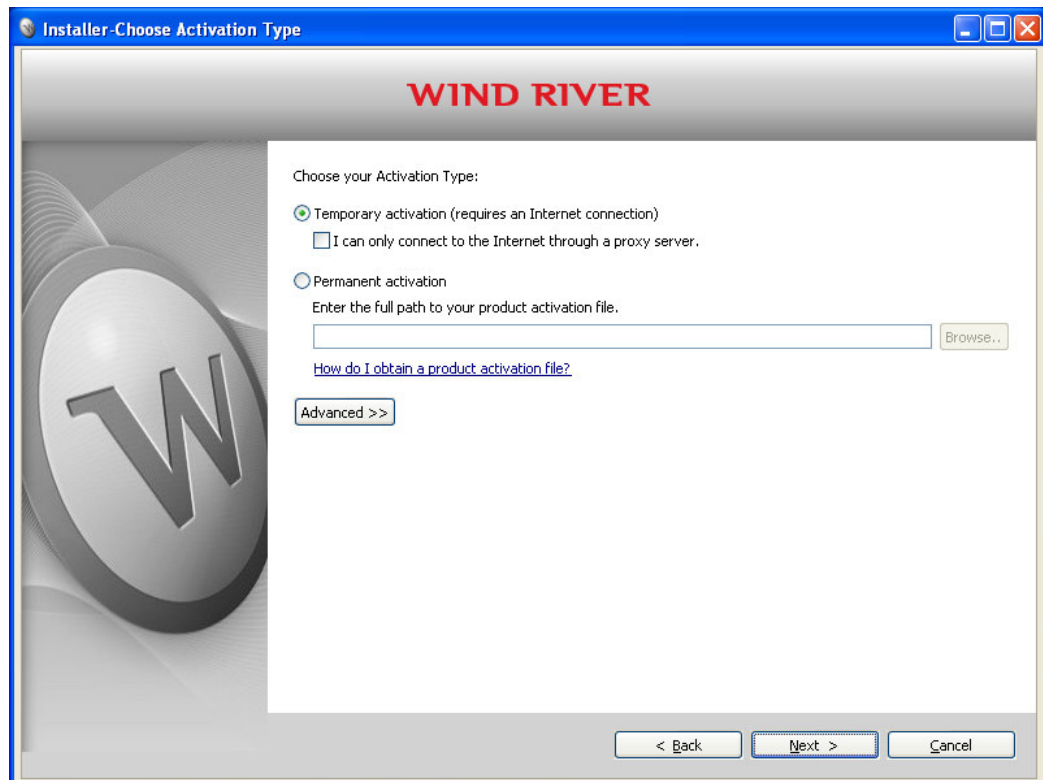 Installer-Choose Activation Type
WIND RIVER
Choose your Activation Type:
Temporary activation (requires an Internet connection)
I can only connect to the Internet through a proxy server.
Permanent activation
Enter the full path to your product activation file.
Browse..
How do I obtain a product activation file?
Advanced >>
W
< Back Next > Cancel